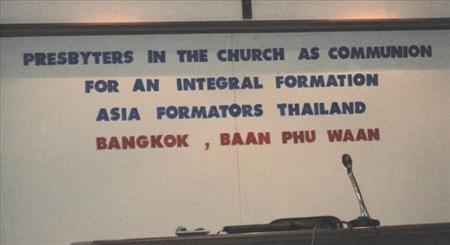 PRESBYTERS IN THE CHURCH AS COMMUNION
FOR AN INTEGRAL FORMATION
ASIA FORMATORS THAILAND
BANGKOK , BAAN PHU WAAN